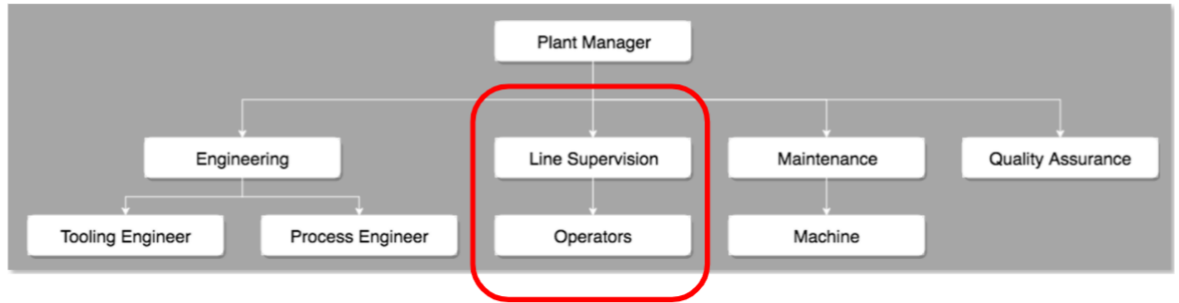 Plant Manager
Engineering
Line Supervision
Maintenance
Quality Assurance
Tooling Engineer
Process Engineer
Operators
Machine